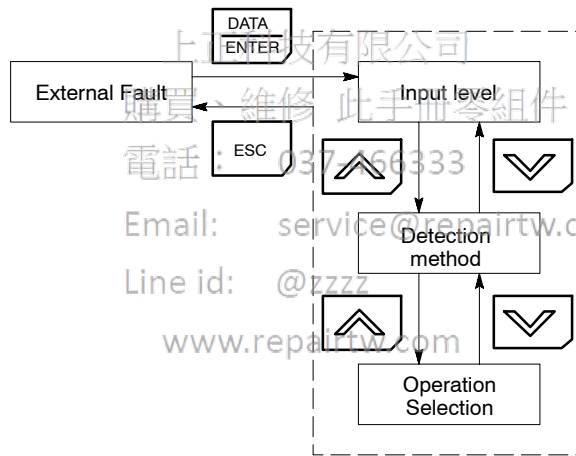 DATA
ENTER
上正科技有限公司
External Fault
Input level
購買、維修 此手冊零組件
ESC
電話： 037-466333
Email: service@repairtw.c
Detection
method
Line id: @zzzz
www.repairtw.com
Operation
Selection